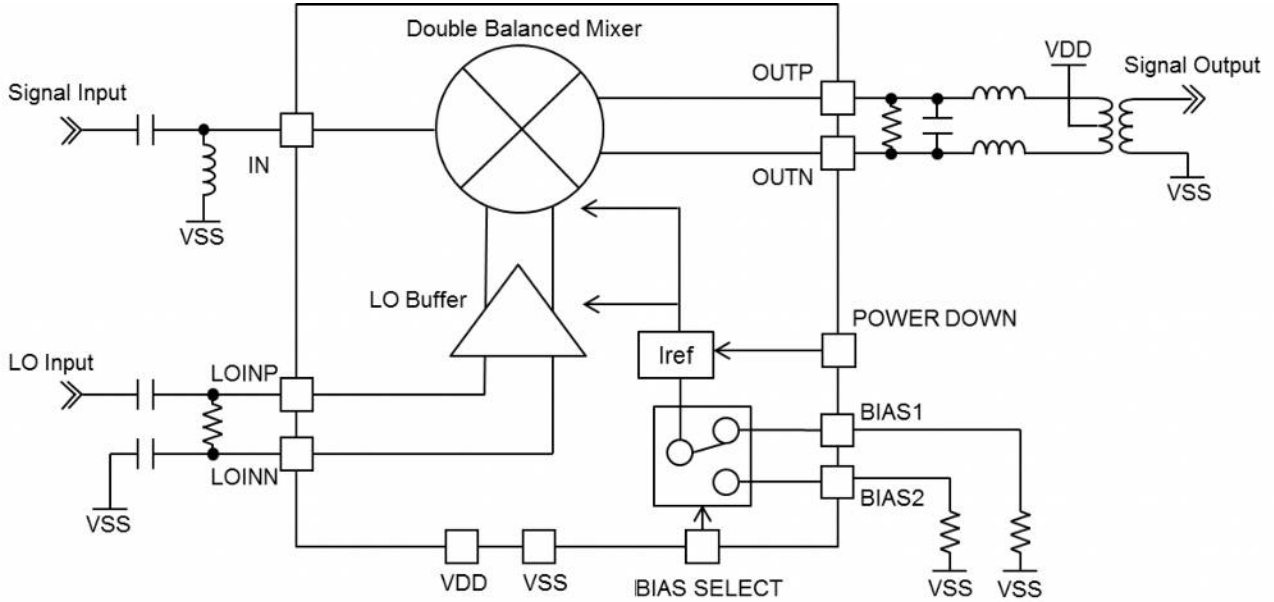 Double Balanced Mixer
Signal Input
IN
VSS
OUTP
OUTN
VDD
Signal Output
VSS
LO Buffer
LO Input
LOINP
LOINN
VSS
Iref
POWER DOWN
BIAS1
BIAS2
VSS
VSS
VDD
VSS
BIAS SELECT